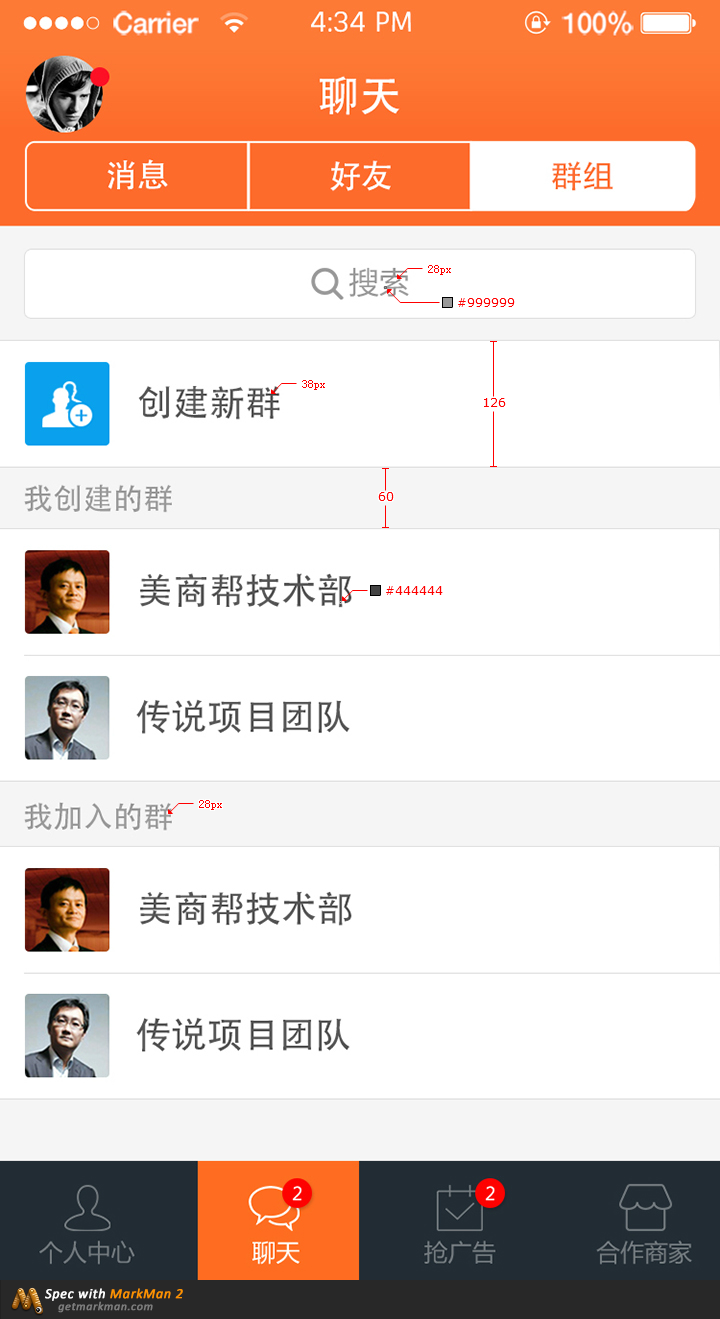 Carrier 4:34 PM 100%
聊天
消息 好友 群组
搜索 28px
#999999
创建新群 38px
126
我创建的群 60
美商帮技术部 #444444
传说项目团队
我加入的群 28px
美商帮技术部
传说项目团队
2 2
个人中心 聊天 抢广告 合作商家
Spec with MarkMan 2
getmarkman.com